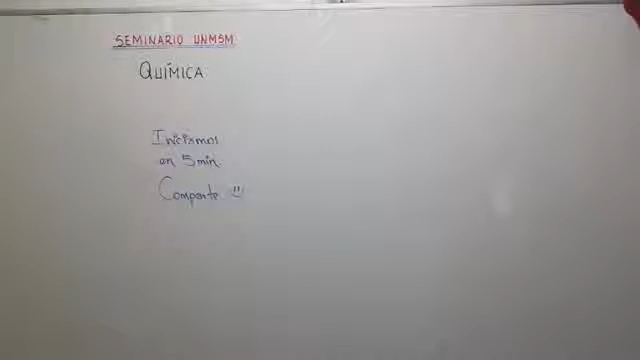 SEMINARIO UNMSM
QUÍMICA
Iniciamos
en 5 min
Comparte